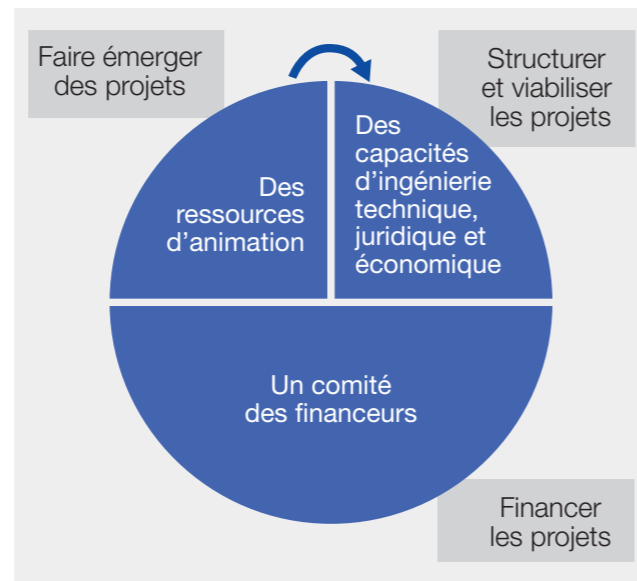 Faire émerger
des projets
Structurer
et viabiliser
les projets
Des
ressources
d’animation
Des
capacités
d’ingénierie
technique,
juridique et
économique
Un comité
des financeurs
Financer
les projets